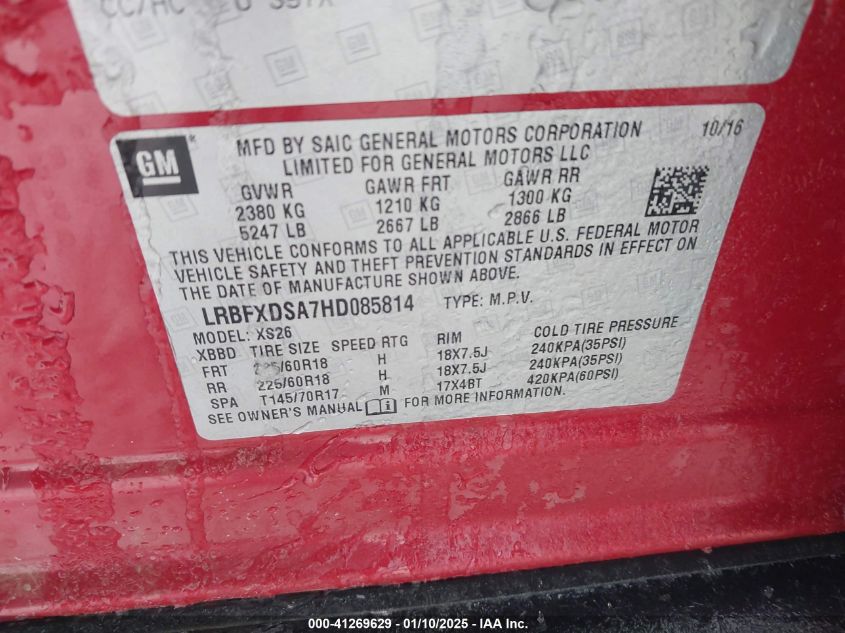 GM
MFD BY SAIC GENERAL MOTORS CORPORATION 10/16
LIMITED FOR GENERAL MOTORS LLC
GVWR GAWR FRT GAWR RR
2380 KG 1210 KG 1300 KG
5247 LB 2667 LB 2866 LB
THIS VEHICLE CONFORMS TO ALL APPLICABLE U.S. FEDERAL MOTOR
VEHICLE SAFETY AND THEFT PREVENTION STANDARDS IN EFFECT ON
THE DATE OF MANUFACTURE SHOWN ABOVE.
LRBFXDSA7HD085814 TYPE: M.P.V.
MODEL: XS26
XBBD TIRE SIZE SPEED RTG RIM COLD TIRE PRESSURE
FRT /60R18 H 18X7.5J 240KPA(35PSI)
RR 225/60R18 H 18X7.5J 240KPA(35PSI)
SPA T145/70R17 M 17X4BT 420KPA(60PSI)
SEE OWNER'S MANUAL FOR MORE INFORMATION.
000-41269629 - 01/10/2025 - IAA Inc.